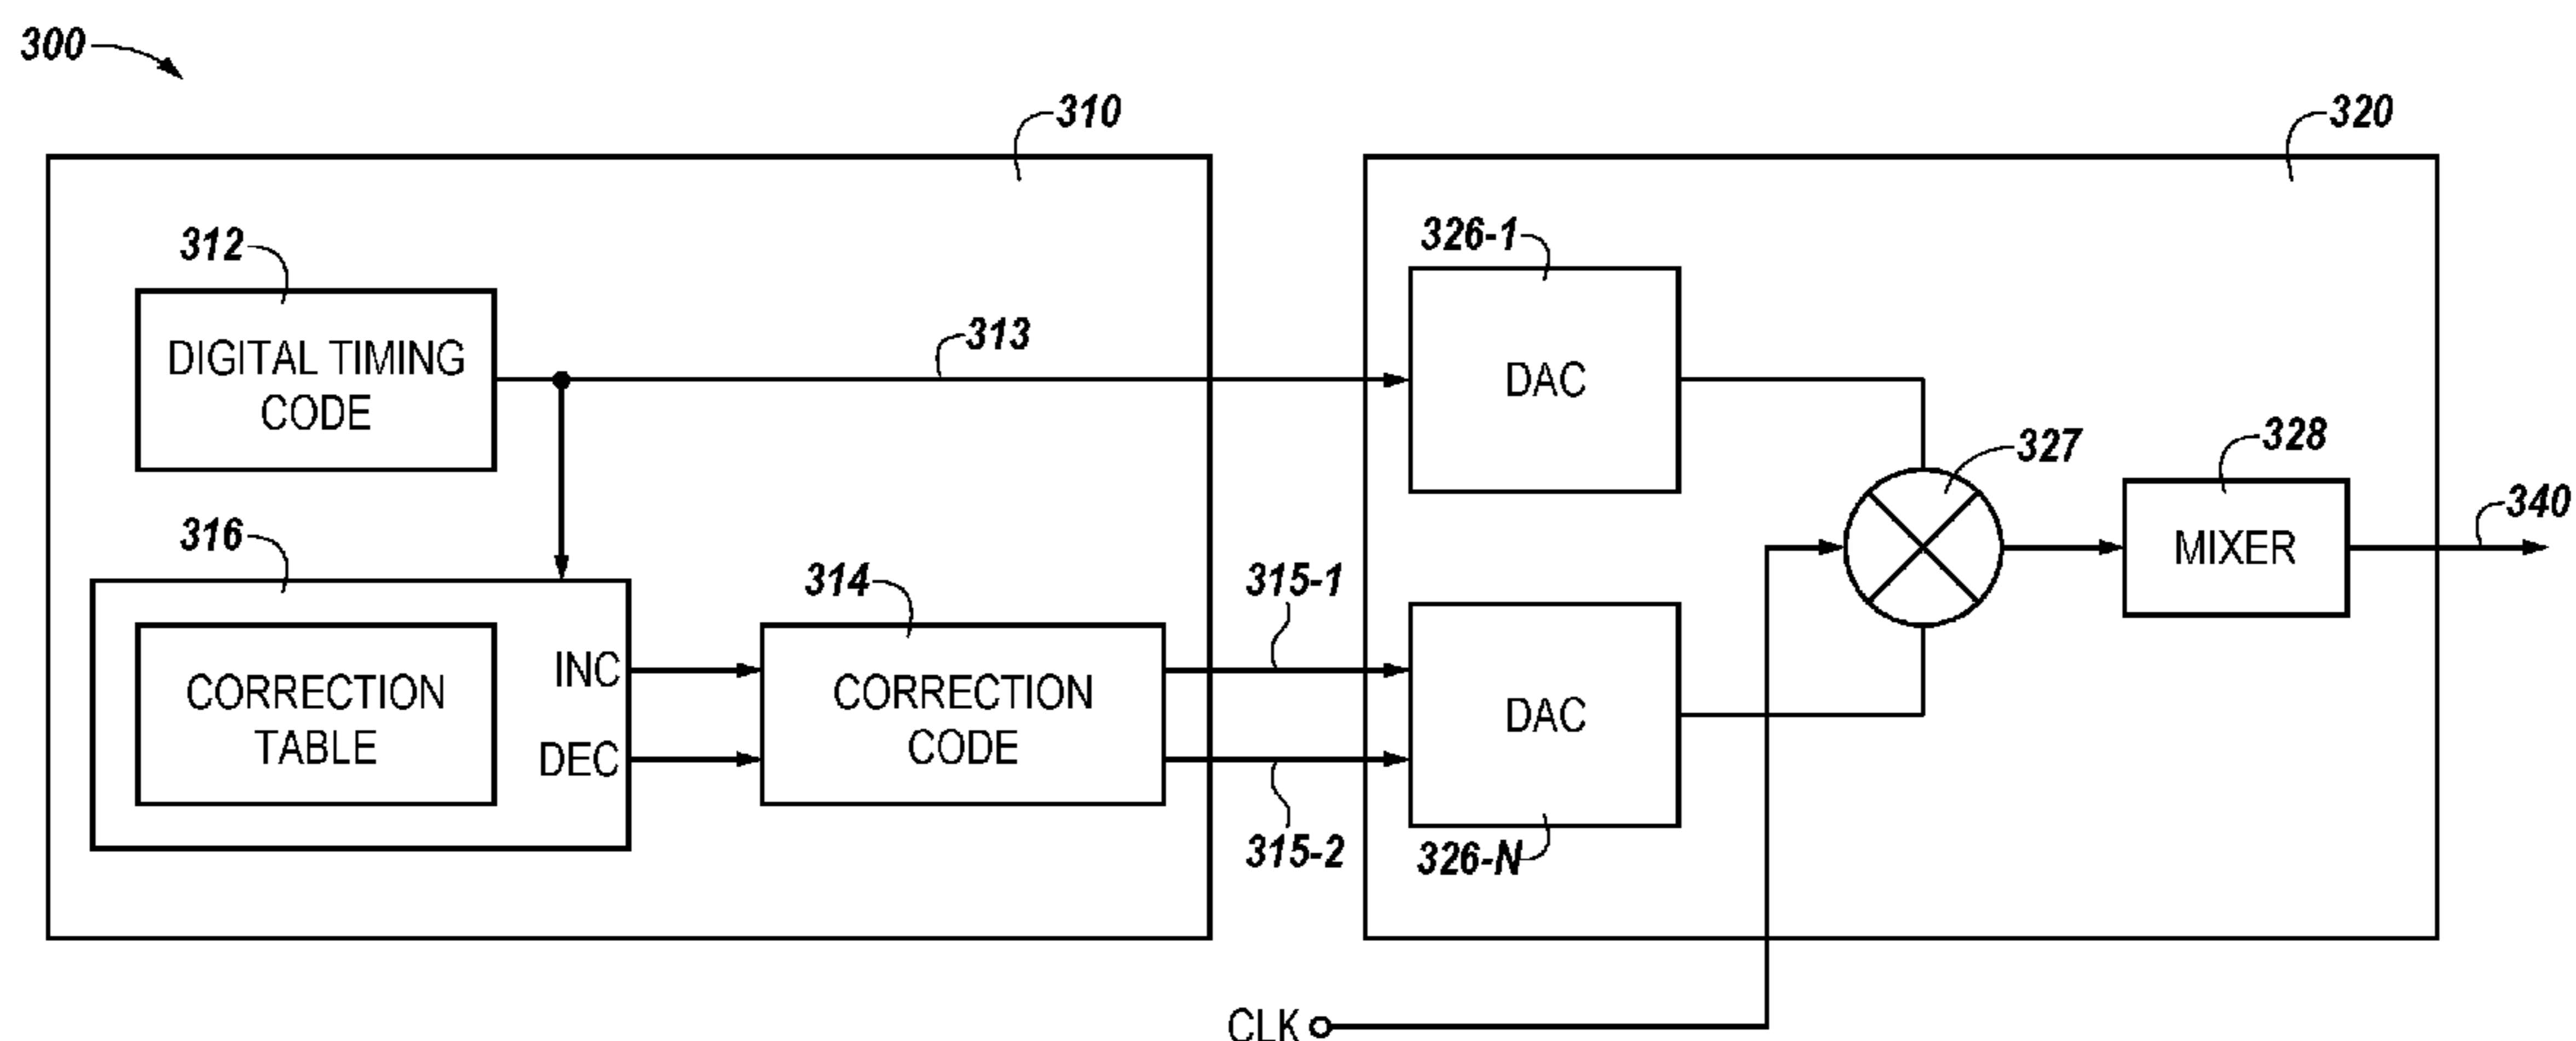 300
310
320
312
326-1
DIGITAL TIMING
CODE
313
DAC
327
328
MIXER
340
316
314
315-1
CORRECTION
TABLE
INC
DEC
CORRECTION
CODE
DAC
315-2
326-N
CLK